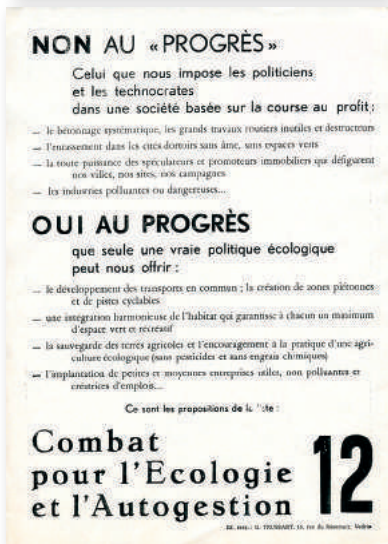 NON AU «PROGRÈS»
Celui que nous impose les politiciens
et les technocrates
dans une société basée sur la course au profit:
— le bétonnage systématique, les grands travaux routiers inutiles et destructeurs
— l'entassement dans les cités dortoirs sans âme, sans espaces verts
— la toute puissance des spéculateurs et promoteurs immobiliers qui défigurent
nos villes, nos sites, nos campagnes
— les industries polluantes ou dangereuses...
OUI AU PROGRÈS
que seule une vraie politique écologique
peut nous offrir :
— le développement des transports en commun ; la création de zones piétonnes
et de pistes cyclables
— une intégration harmonieuse de l'habitat qui garantisse à chacun un maximum
d'espace vert et récréatif
— la sauvegarde des terres agricoles et l'encouragement à la pratique d'une agri-
culture écologique (sans pesticides et sans engrais chimiques)
— l'implantation de petites et moyennes entreprises utiles, non polluantes et
créatrices d'emplois...
Ce sont les propositions de la liste :
Combat
pour l'Ecologie
et l'Autogestion
12
G. TRUSSART, rue du